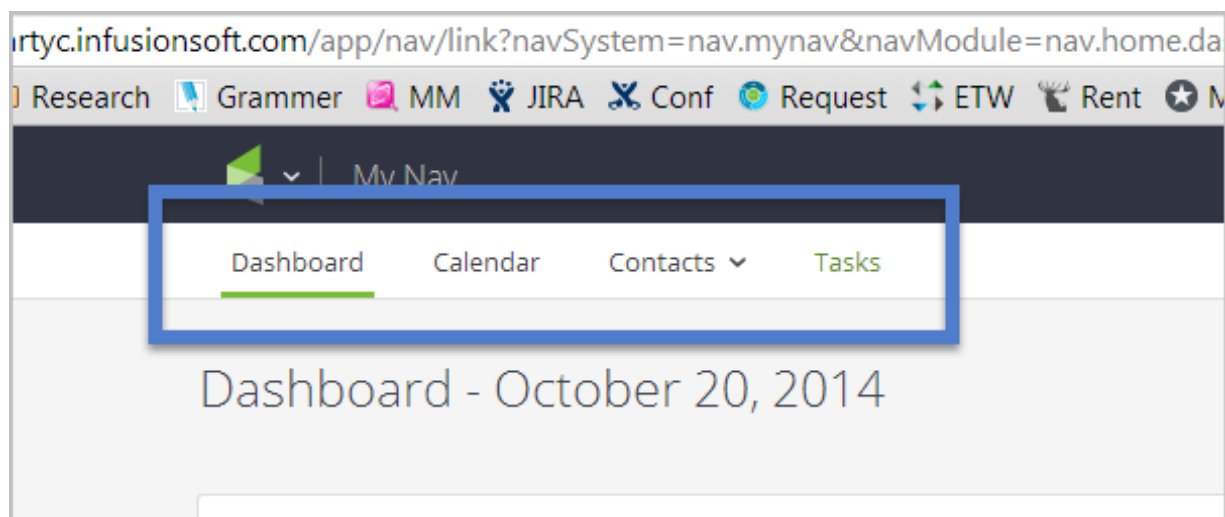 rtyc.infusionsoft.com/app/nav/link?navSystem=nav.mynav&navModule=nav.home.da
Research Grammer MM JIRA Conf Request ETW Rent M
My Nav
Dashboard Calendar Contacts Tasks
Dashboard - October 20, 2014